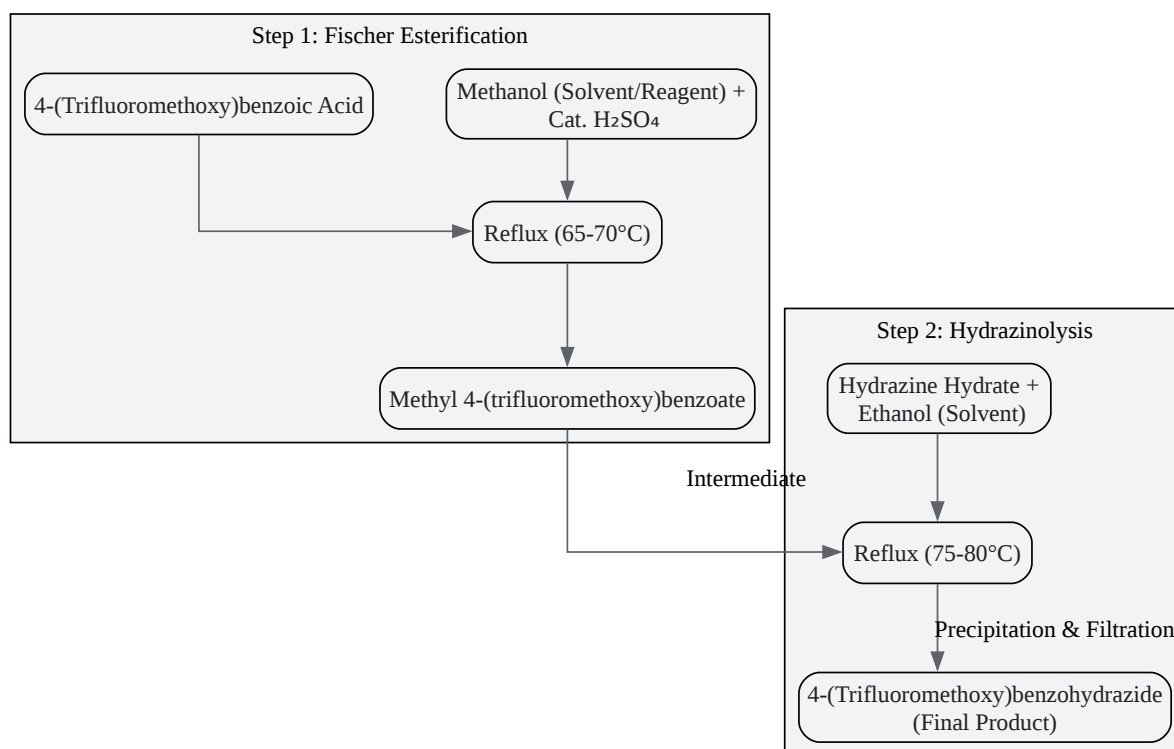 Step 1: Fischer Esterification
4-(Trifluoromethoxy)benzoic Acid
Methanol (Solvent/Reagent) +
Cat. H₂SO₄
Reflux (65-70°C)
Methyl 4-(trifluoromethoxy)benzoate
Intermediate
Step 2: Hydrazinolysis
Hydrazine Hydrate +
Ethanol (Solvent)
Reflux (75-80°C)
Precipitation & Filtration
4-(Trifluoromethoxy)benzohydrazide
(Final Product)